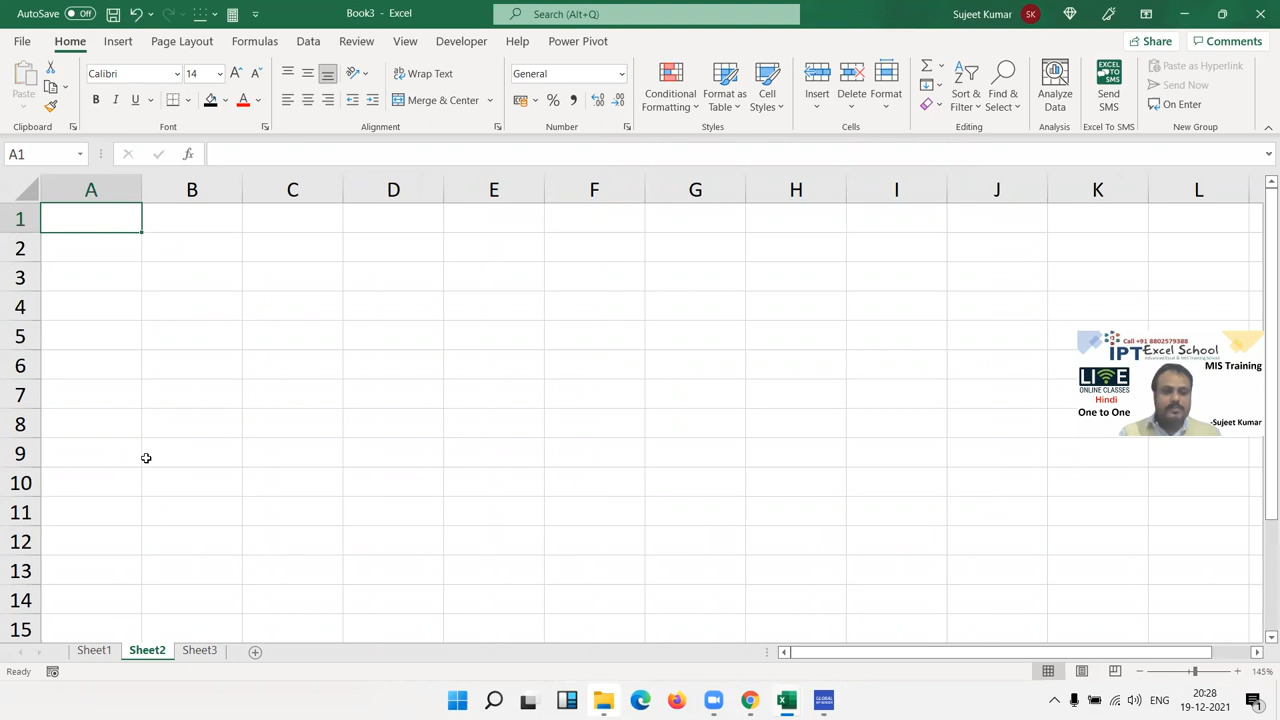 AutoSave Off Book3 - Excel Search (Alt+Q) Sujeet Kumar SK
File Home Insert Page Layout Formulas Data Review View Developer Help Power Pivot Share Comments
Paste Calibri 14 Wrap Text General Conditional Formatting Format as Table Cell Styles Insert Delete Format Sort & Filter Find & Select Analyze Data EXCEL TO SMS Send SMS Paste as Hyperlink
B I U Merge & Center % Send Now
On Enter
Clipboard Font Alignment Number Styles Cells Editing Analysis Excel To SMS New Group
A1 fx
A B C D E F G H I J K L
1
2
3
4
5
Call +91 8802579388
IPT Excel School
6
MIS Training
LIVE
ONLINE CLASSES
7
Hindi
One to One
8
-Sujeet Kumar
9
10
11
12
13
14
15
Sheet1 Sheet2 Sheet3
Ready 145%
ENG 20:28
19-12-2021